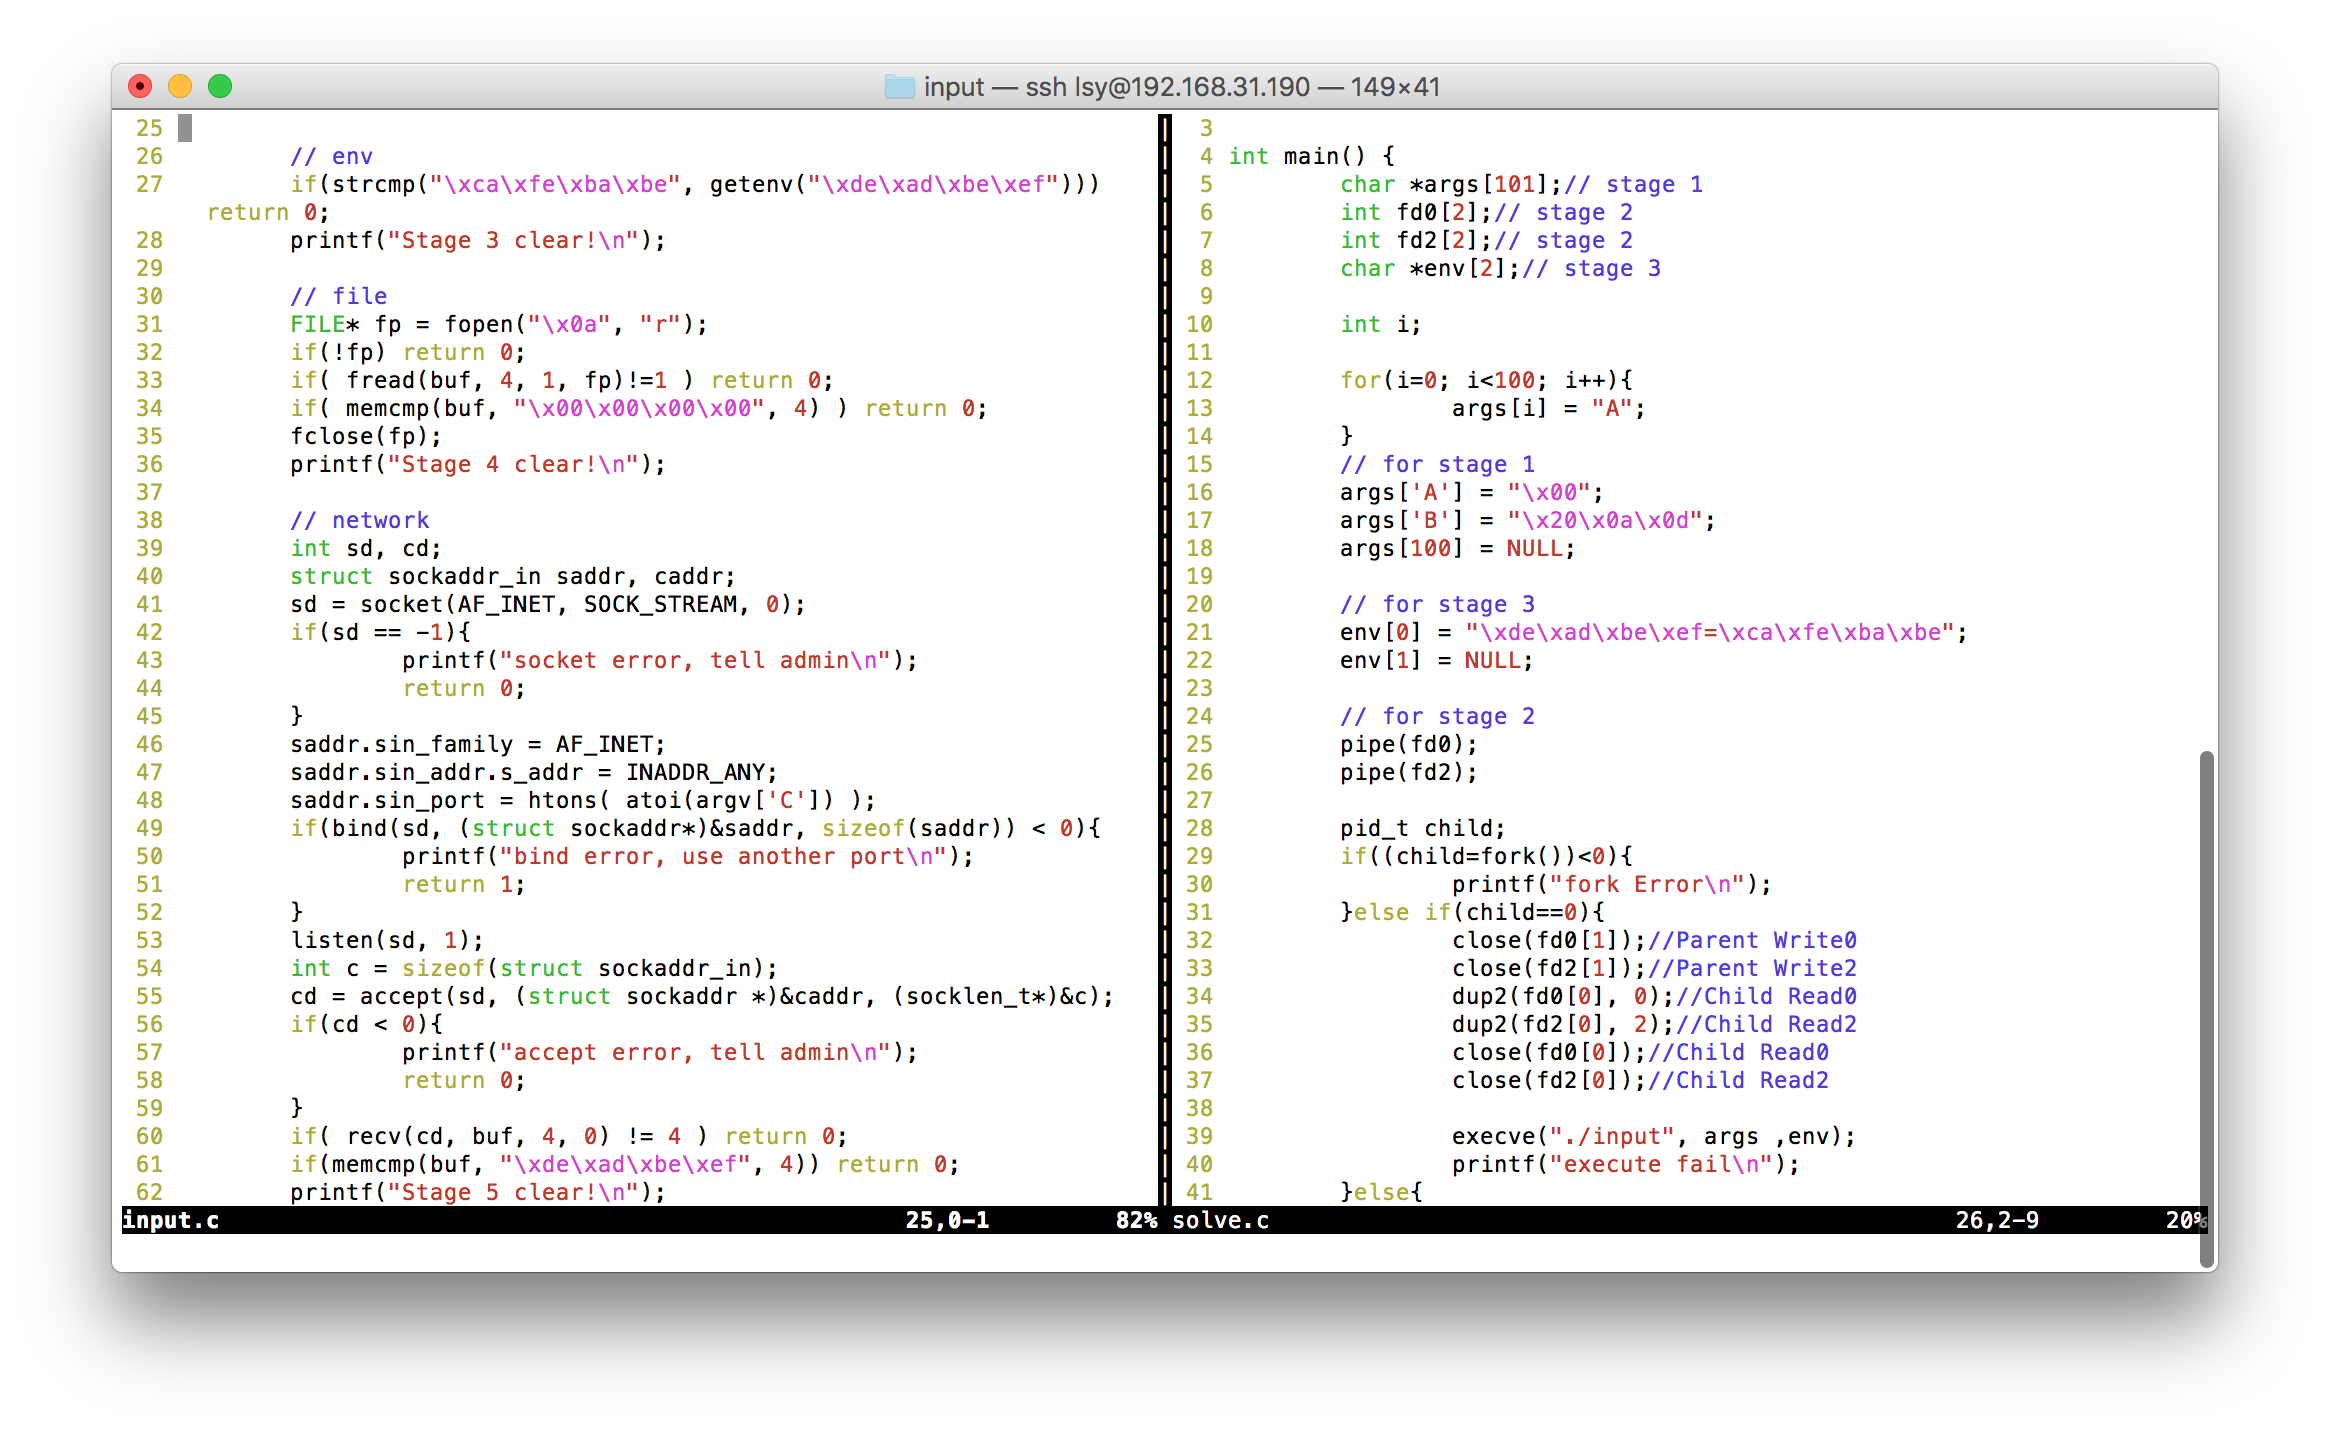 input — ssh lsy@192.168.31.190 — 149×41
25
26         // env
27         if(strcmp("\xca\xfe\xba\xbe", getenv("\xde\xad\xbe\xef")))
return 0;
28         printf("Stage 3 clear!\n");
29
30         // file
31         FILE* fp = fopen("\x0a", "r");
32         if(!fp) return 0;
33         if( fread(buf, 4, 1, fp)!=1 ) return 0;
34         if( memcmp(buf, "\x00\x00\x00\x00", 4) ) return 0;
35         fclose(fp);
36         printf("Stage 4 clear!\n");
37
38         // network
39         int sd, cd;
40         struct sockaddr_in saddr, caddr;
41         sd = socket(AF_INET, SOCK_STREAM, 0);
42         if(sd == -1){
43                 printf("socket error, tell admin\n");
44                 return 0;
45         }
46         saddr.sin_family = AF_INET;
47         saddr.sin_addr.s_addr = INADDR_ANY;
48         saddr.sin_port = htons( atoi(argv['C']) );
49         if(bind(sd, (struct sockaddr*)&saddr, sizeof(saddr)) < 0){
50                 printf("bind error, use another port\n");
51                 return 1;
52         }
53         listen(sd, 1);
54         int c = sizeof(struct sockaddr_in);
55         cd = accept(sd, (struct sockaddr *)&caddr, (socklen_t*)&c);
56         if(cd < 0){
57                 printf("accept error, tell admin\n");
58                 return 0;
59         }
60         if( recv(cd, buf, 4, 0) != 4 ) return 0;
61         if(memcmp(buf, "\xde\xad\xbe\xef", 4)) return 0;
62         printf("Stage 5 clear!\n");
input.c 25,0-1 82%
3
4 int main() {
5         char *args[101];// stage 1
6         int fd0[2];// stage 2
7         int fd2[2];// stage 2
8         char *env[2];// stage 3
9
10         int i;
11
12         for(i=0; i<100; i++){
13                 args[i] = "A";
14         }
15         // for stage 1
16         args['A'] = "\x00";
17         args['B'] = "\x20\x0a\x0d";
18         args[100] = NULL;
19
20         // for stage 3
21         env[0] = "\xde\xad\xbe\xef=\xca\xfe\xba\xbe";
22         env[1] = NULL;
23
24         // for stage 2
25         pipe(fd0);
26         pipe(fd2);
27
28         pid_t child;
29         if((child=fork())<0){
30                 printf("fork Error\n");
31         }else if(child==0){
32                 close(fd0[1]);//Parent Write0
33                 close(fd2[1]);//Parent Write2
34                 dup2(fd0[0], 0);//Child Read0
35                 dup2(fd2[0], 2);//Child Read2
36                 close(fd0[0]);//Child Read0
37                 close(fd2[0]);//Child Read2
38
39                 execve("./input", args ,env);
40                 printf("execute fail\n");
41         }else{
solve.c 26,2-9 20%